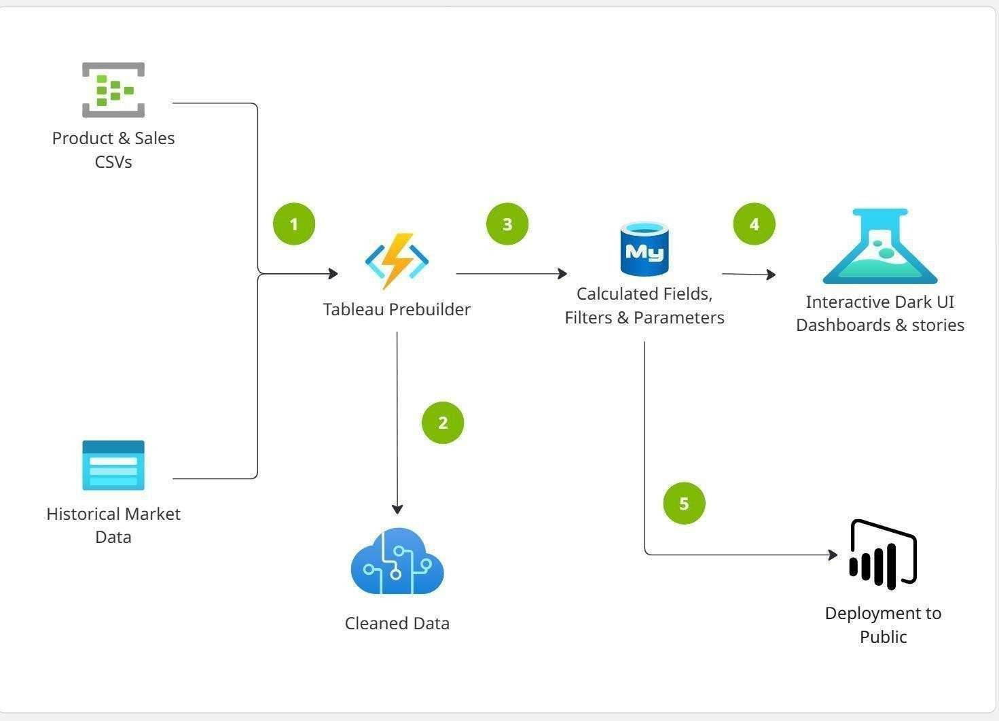 Product & Sales
CSVs
1
3
4
My
Tableau Prebuilder
Calculated Fields,
Filters & Parameters
Interactive Dark UI
Dashboards & stories
2
5
Historical Market
Data
Cleaned Data
Deployment to
Public